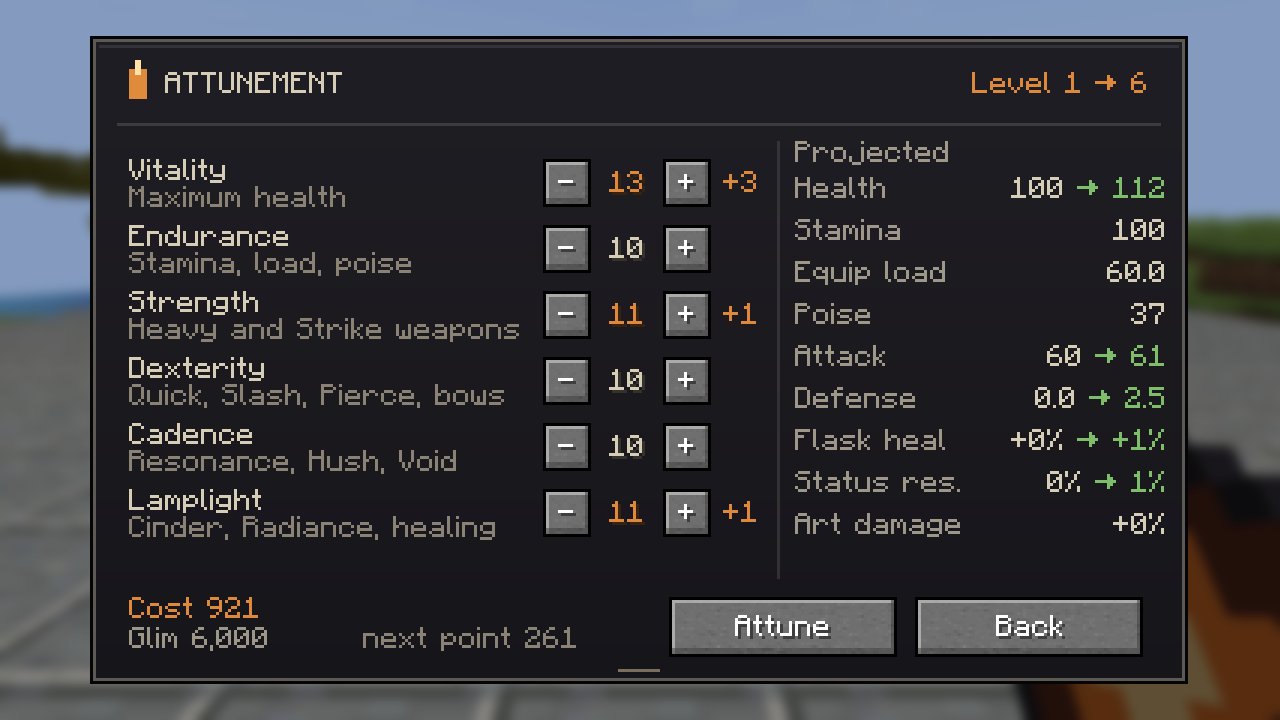 ATTUNEMENT
Level 1 → 6
Vitality
Maximum health
− 13 + +3
Endurance
Stamina, load, poise
− 10 +
Strength
Heavy and Strike weapons
− 11 + +1
Dexterity
Quick, Slash, Pierce, bows
− 10 +
Cadence
Resonance, Hush, Void
− 10 +
Lamplight
Cinder, Radiance, healing
− 11 + +1
Projected
Health 100 → 112
Stamina 100
Equip load 60.0
Poise 37
Attack 60 → 61
Defense 0.0 → 2.5
Flask heal +0% → +1%
Status res. 0% → 1%
Art damage +0%
Cost 921
Glim 6,000 next point 261
Attune
Back